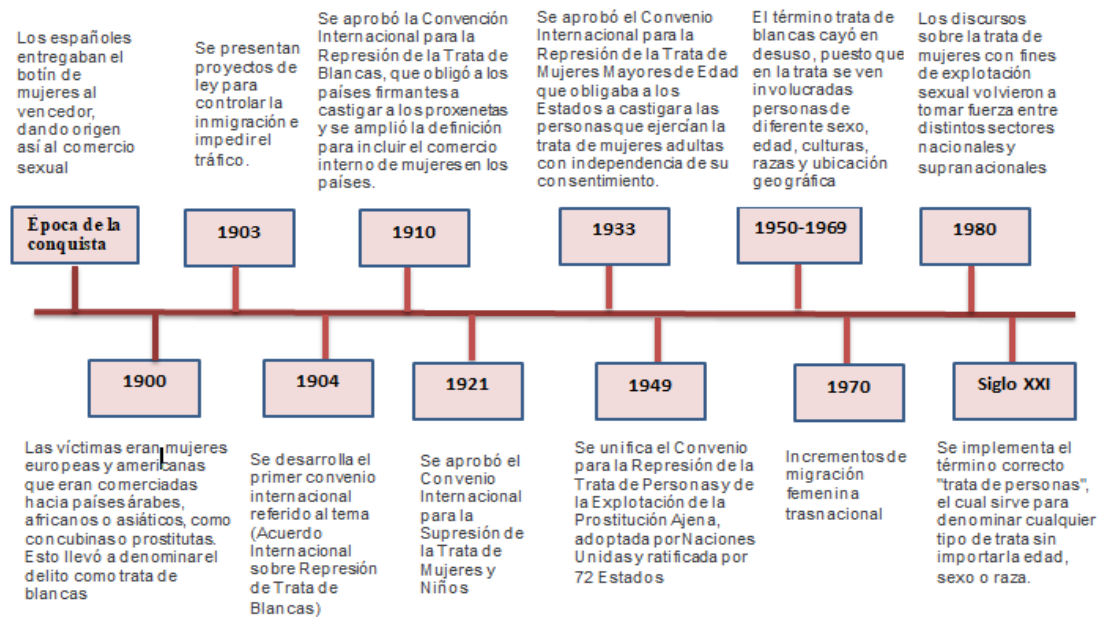 Los españoles
entregaban el
botín de
mujeres al
vencedor,
dando origen
así al comercio
sexual
Época de la
conquista
1900
Las víctimas eran mujeres
europeas y americanas
que eran comerciadas
hacia países árabes,
africanos o asiáticos, como
concubinas o prostitutas.
Esto llevó a denominar el
delito como trata de
blancas
Se presentan
proyectos de
ley para
controlar la
inmigración e
impedir el
tráfico.
1903
1904
Se desarrolla el
primer convenio
internacional
referido al tema
(Acuerdo
Internacional
sobre Represión
de Trata de
Blancas)
Se aprobó la Convención
Internacional para la
Represión de la Trata de
Blancas, que obligó a los
países firmantes a
castigar a los proxenetas
y se amplió la definición
para incluir el comercio
interno de mujeres en los
países.
1910
1921
Se aprobó el
Convenio
Internacional
para la
Supresión de
la Trata de
Mujeres y
Niños
Se aprobó el Convenio
Internacional para la
Represión de la Trata de
Mujeres Mayores de Edad
que obligaba a los
Estados a castigar a las
personas que ejercían la
trata de mujeres adultas
con independencia de su
consentimiento.
1933
1949
Se unifica el Convenio
para la Represión de la
Trata de Personas y de
la Explotación de la
Prostitución Ajena,
adoptada por Naciones
Unidas y ratificada por
72 Estados
El término trata de
blancas cayó en
desuso, puesto que
en la trata se ven
involucradas
personas de
diferente sexo,
edad, culturas,
razas y ubicación
geográfica
1950-1969
1970
Incrementos de
migración
femenina
trasnacional
Los discursos
sobre la trata de
mujeres con fines
de explotación
sexual volvieron a
tomar fuerza entre
distintos sectores
nacionales y
supranacionales
1980
Siglo XXI
Se implementa el
término correcto
"trata de personas",
el cual sirve para
denominar cualquier
tipo de trata sin
importar la edad,
sexo o raza.